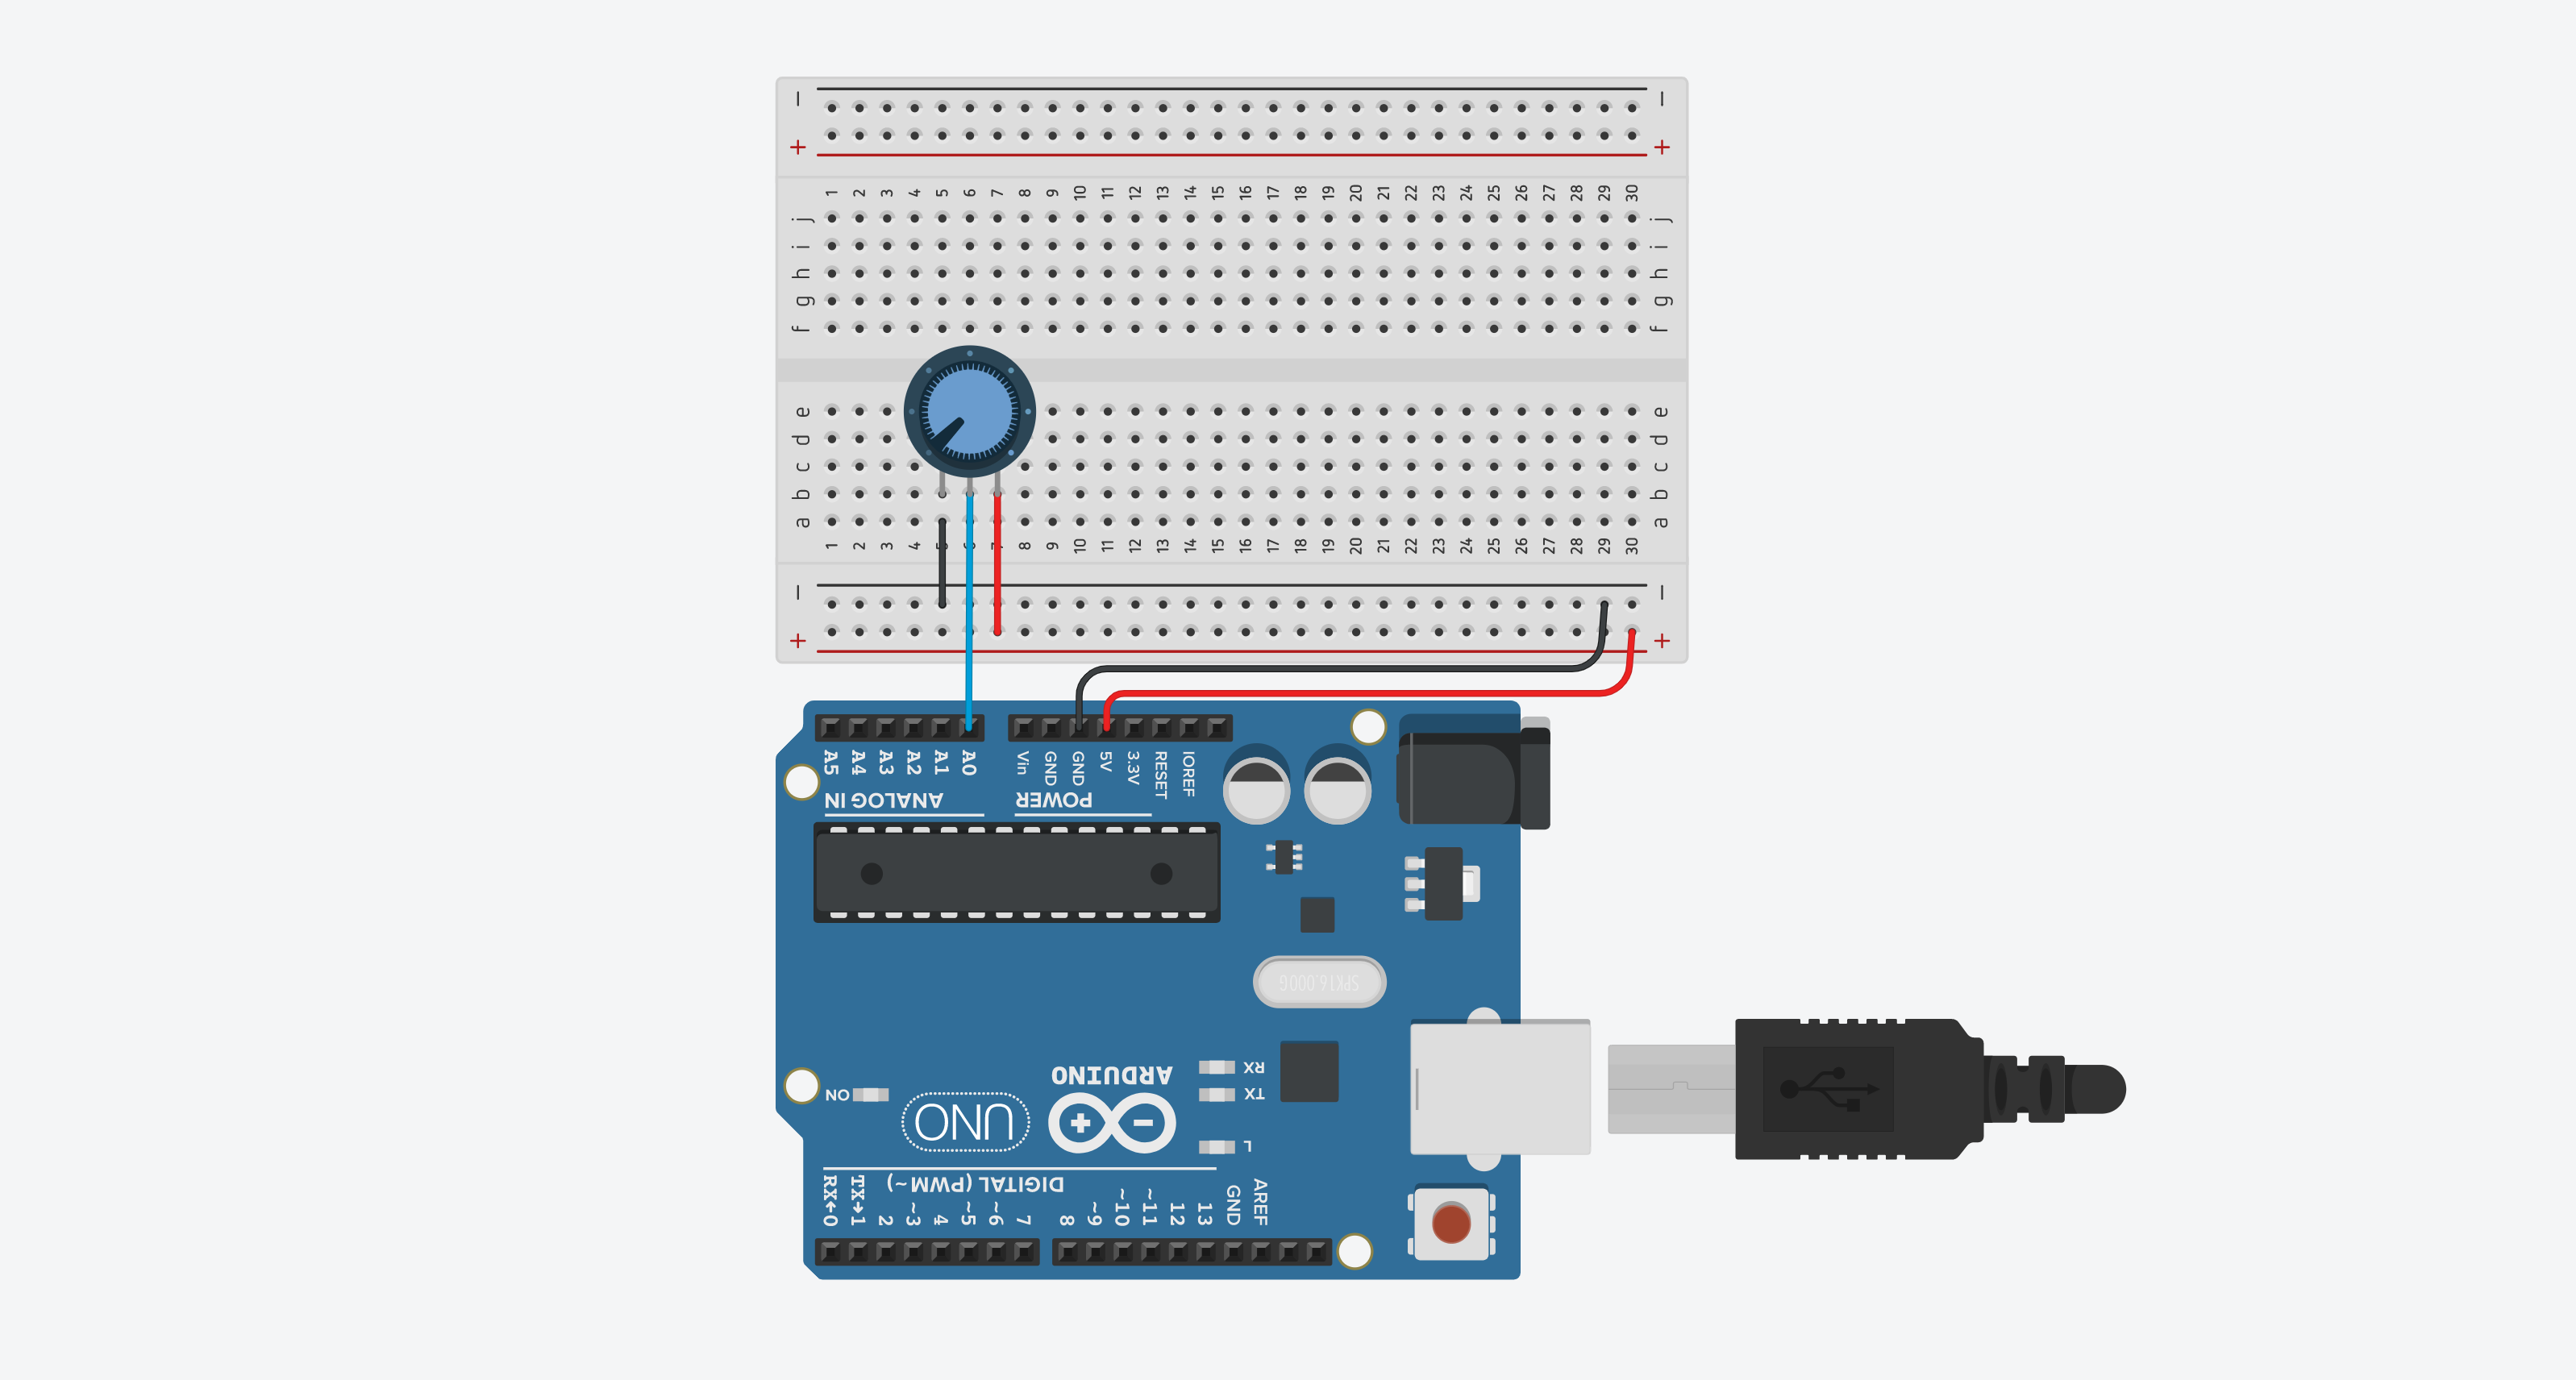 − −
+ +
1 2 3 4 5 6 7 8 9 10 11 12 13 14 15 16 17 18 19 20 21 22 23 24 25 26 27 28 29 30
j j
i i
h h
g g
f f
e e
d d
c c
b b
a a
1 2 3 4 8 9 10 11 12 13 14 15 16 17 18 19 20 21 22 23 24 25 26 27 28 29 30
− −
+ +
A5 A4 A3 A2 A1 A0 Vin GND GND 5V 3.3V RESET IOREF
ANALOG IN POWER
SPK16.000G
RX
ARDUINO
TX
ON
UNO
L
DIGITAL (PWM ~)
RX←0 TX→1 2 ~3 4 ~5 ~6 7 8 ~9 ~10 ~11 12 13 GND AREF